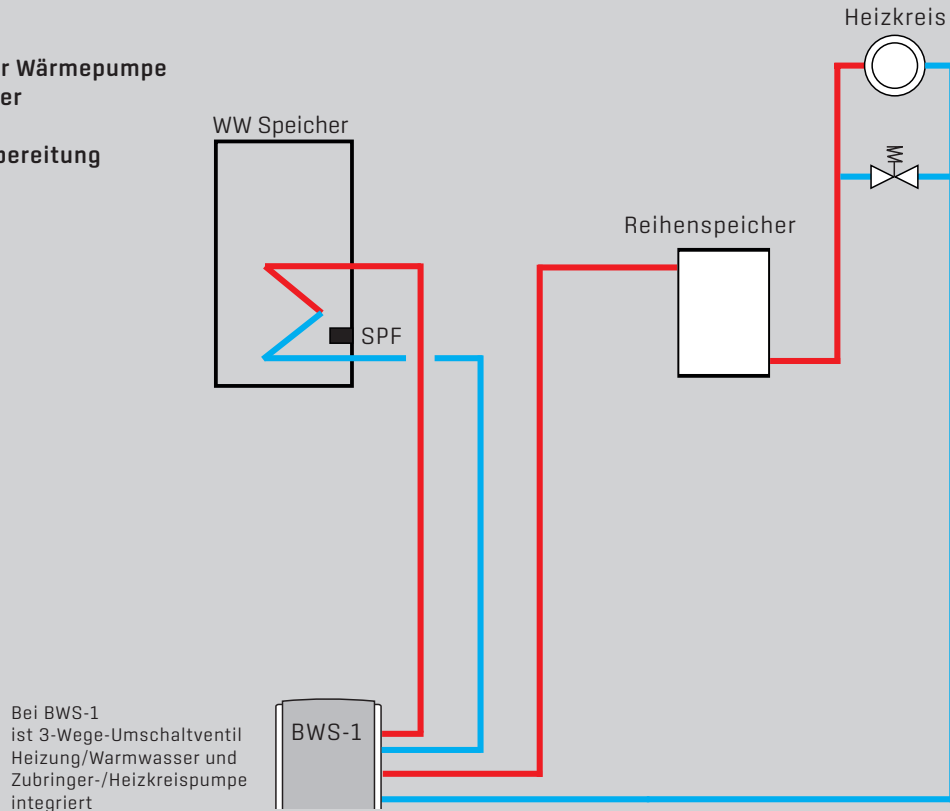 Heizkreis
r Wärmepumpe
er
bereitung
WW Speicher
Reihenspeicher
SPF
Bei BWS-1
ist 3-Wege-Umschaltventil
Heizung/Warmwasser und
Zubringer-/Heizkreispumpe
integriert
BWS-1